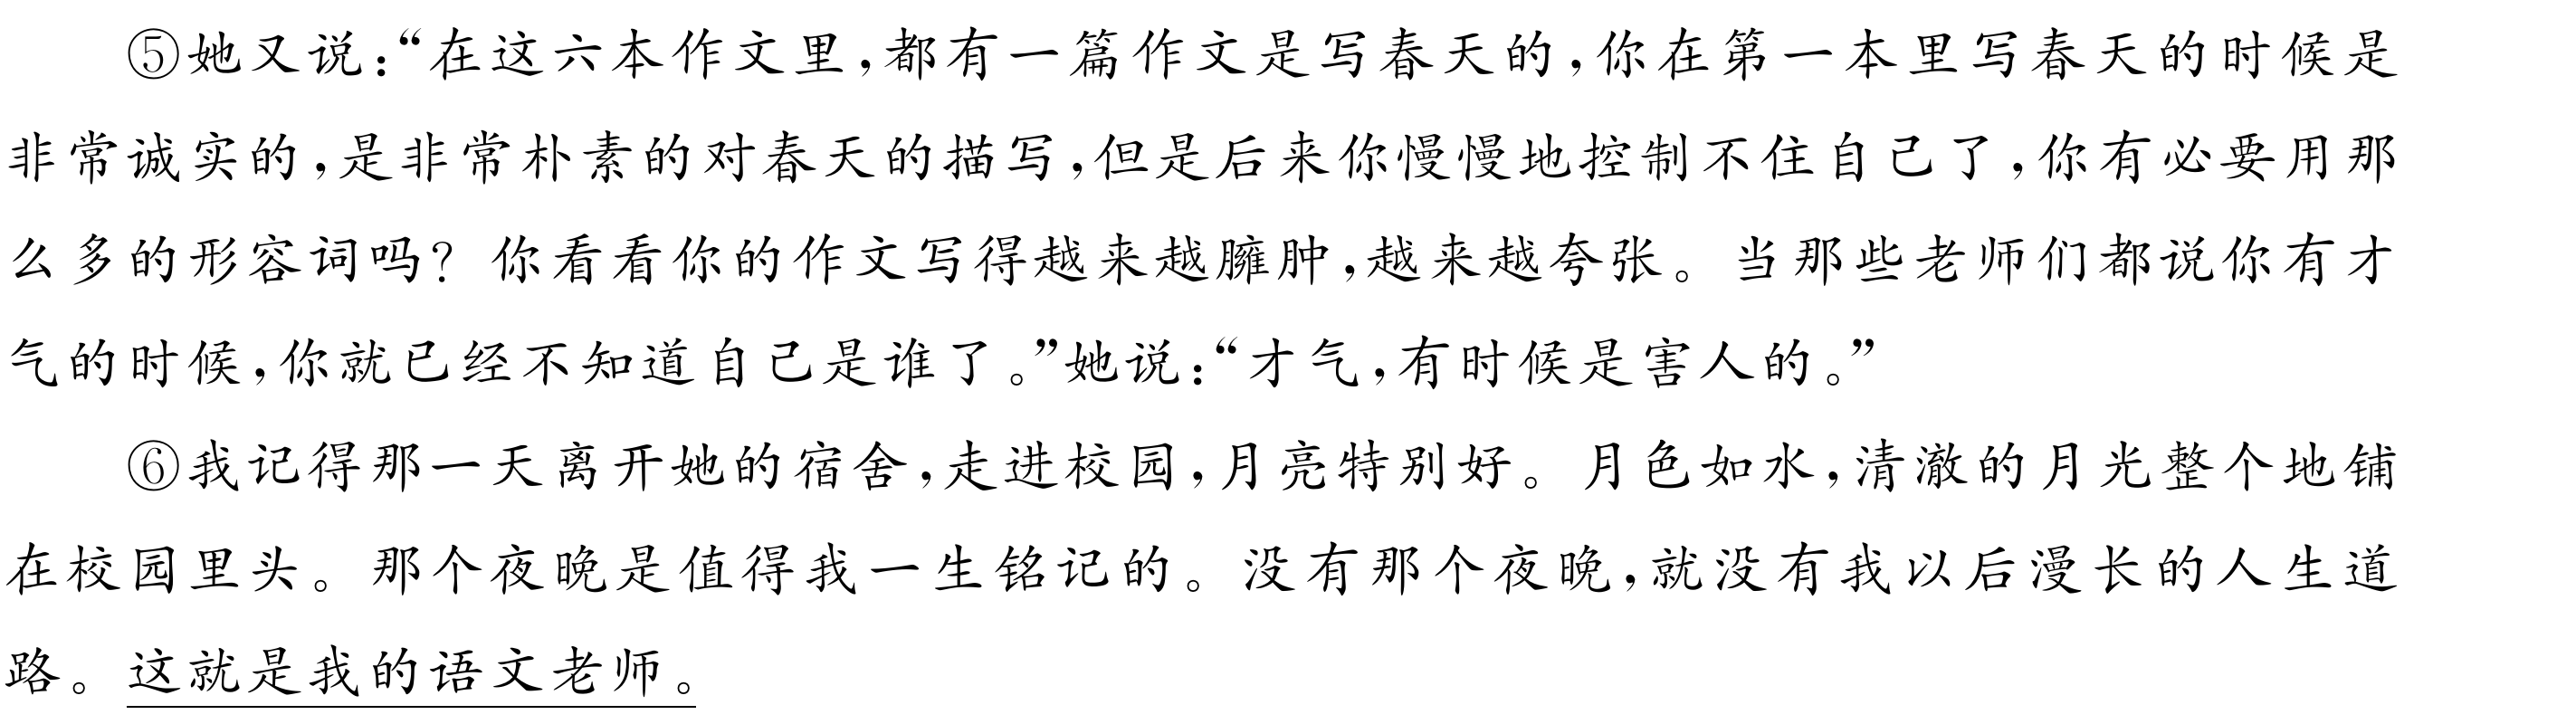 ⑤她又说:“在这六本作文里,都有一篇作文是写春天的,你在第一本里写春天的时候是
非常诚实的,是非常朴素的对春天的描写,但是后来你慢慢地控制不住自己了,你有必要用那
么多的形容词吗? 你看看你的作文写得越来越臃肿,越来越夸张。当那些老师们都说你有才
气的时候,你就已经不知道自己是谁了。”她说:“才气,有时候是害人的。”
⑥我记得那一天离开她的宿舍,走进校园,月亮特别好。月色如水,清澈的月光整个地铺
在校园里头。那个夜晚是值得我一生铭记的。没有那个夜晚,就没有我以后漫长的人生道
路。这就是我的语文老师。